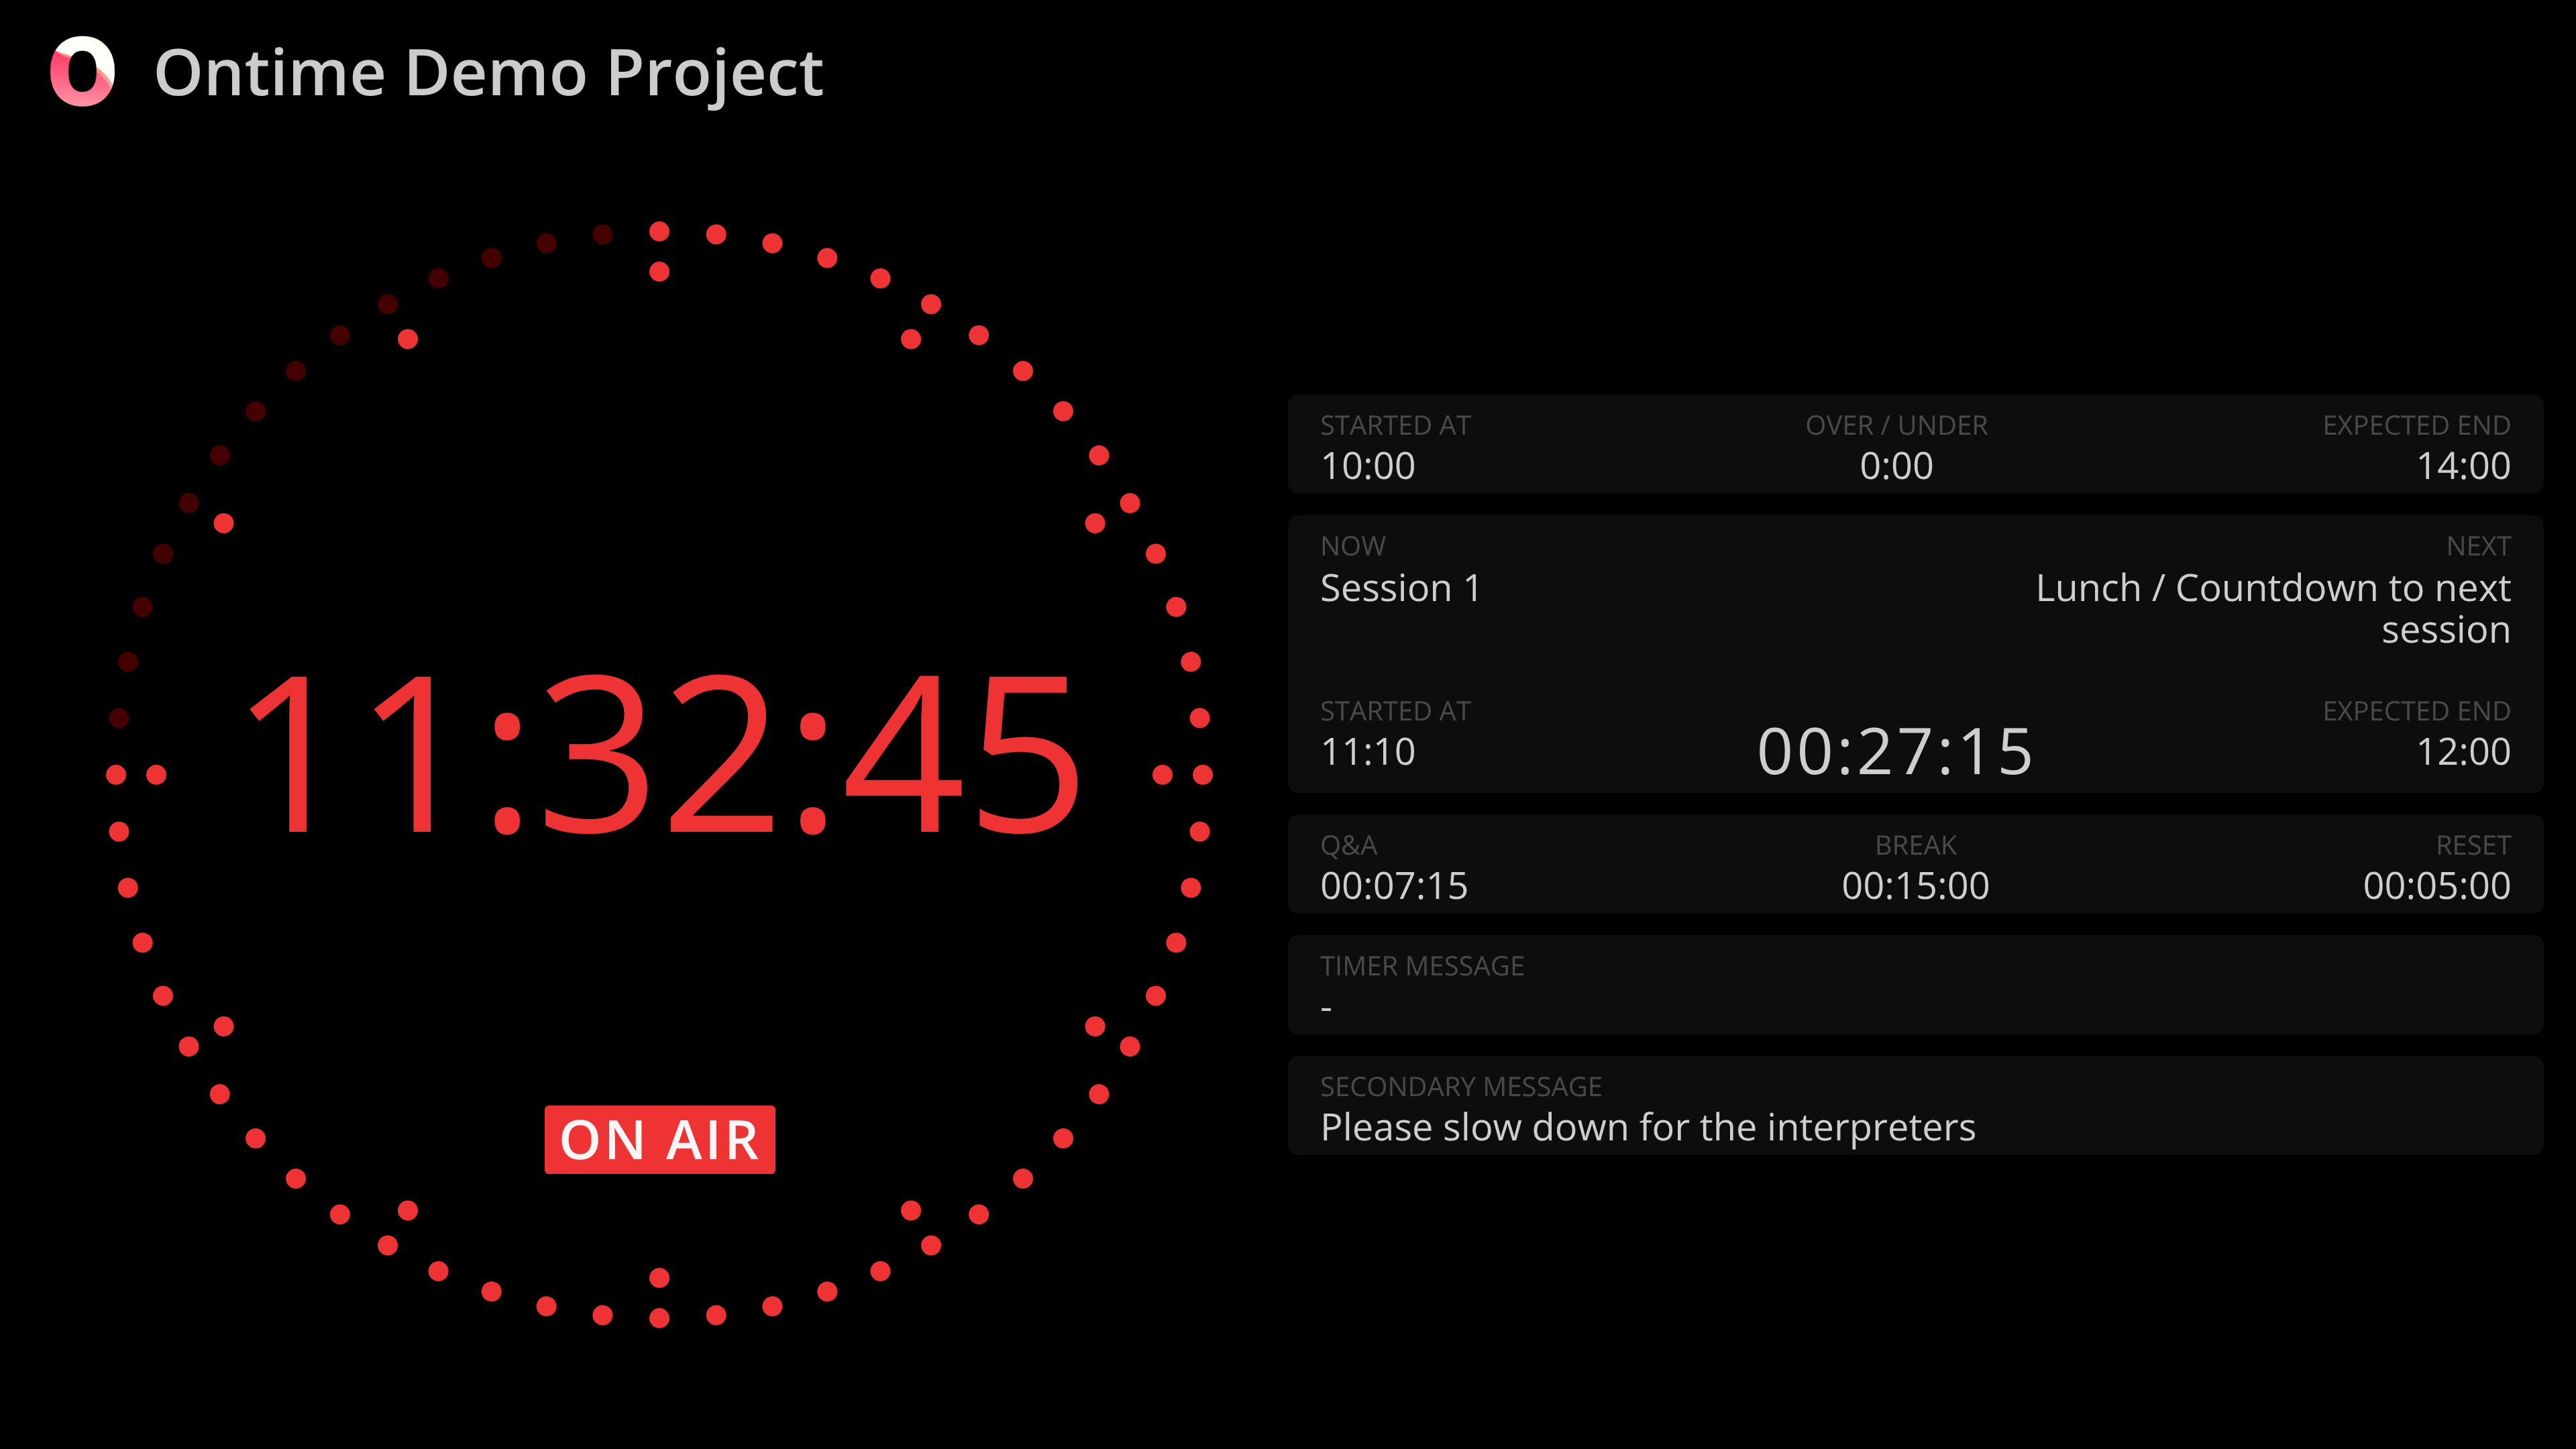 Ontime Demo Project
11:32:45
ON AIR
STARTED AT
10:00
OVER / UNDER
0:00
EXPECTED END
14:00
NOW
Session 1
NEXT
Lunch / Countdown to next
session
STARTED AT
11:10
00:27:15
EXPECTED END
12:00
Q&A
00:07:15
BREAK
00:15:00
RESET
00:05:00
TIMER MESSAGE
-
SECONDARY MESSAGE
Please slow down for the interpreters